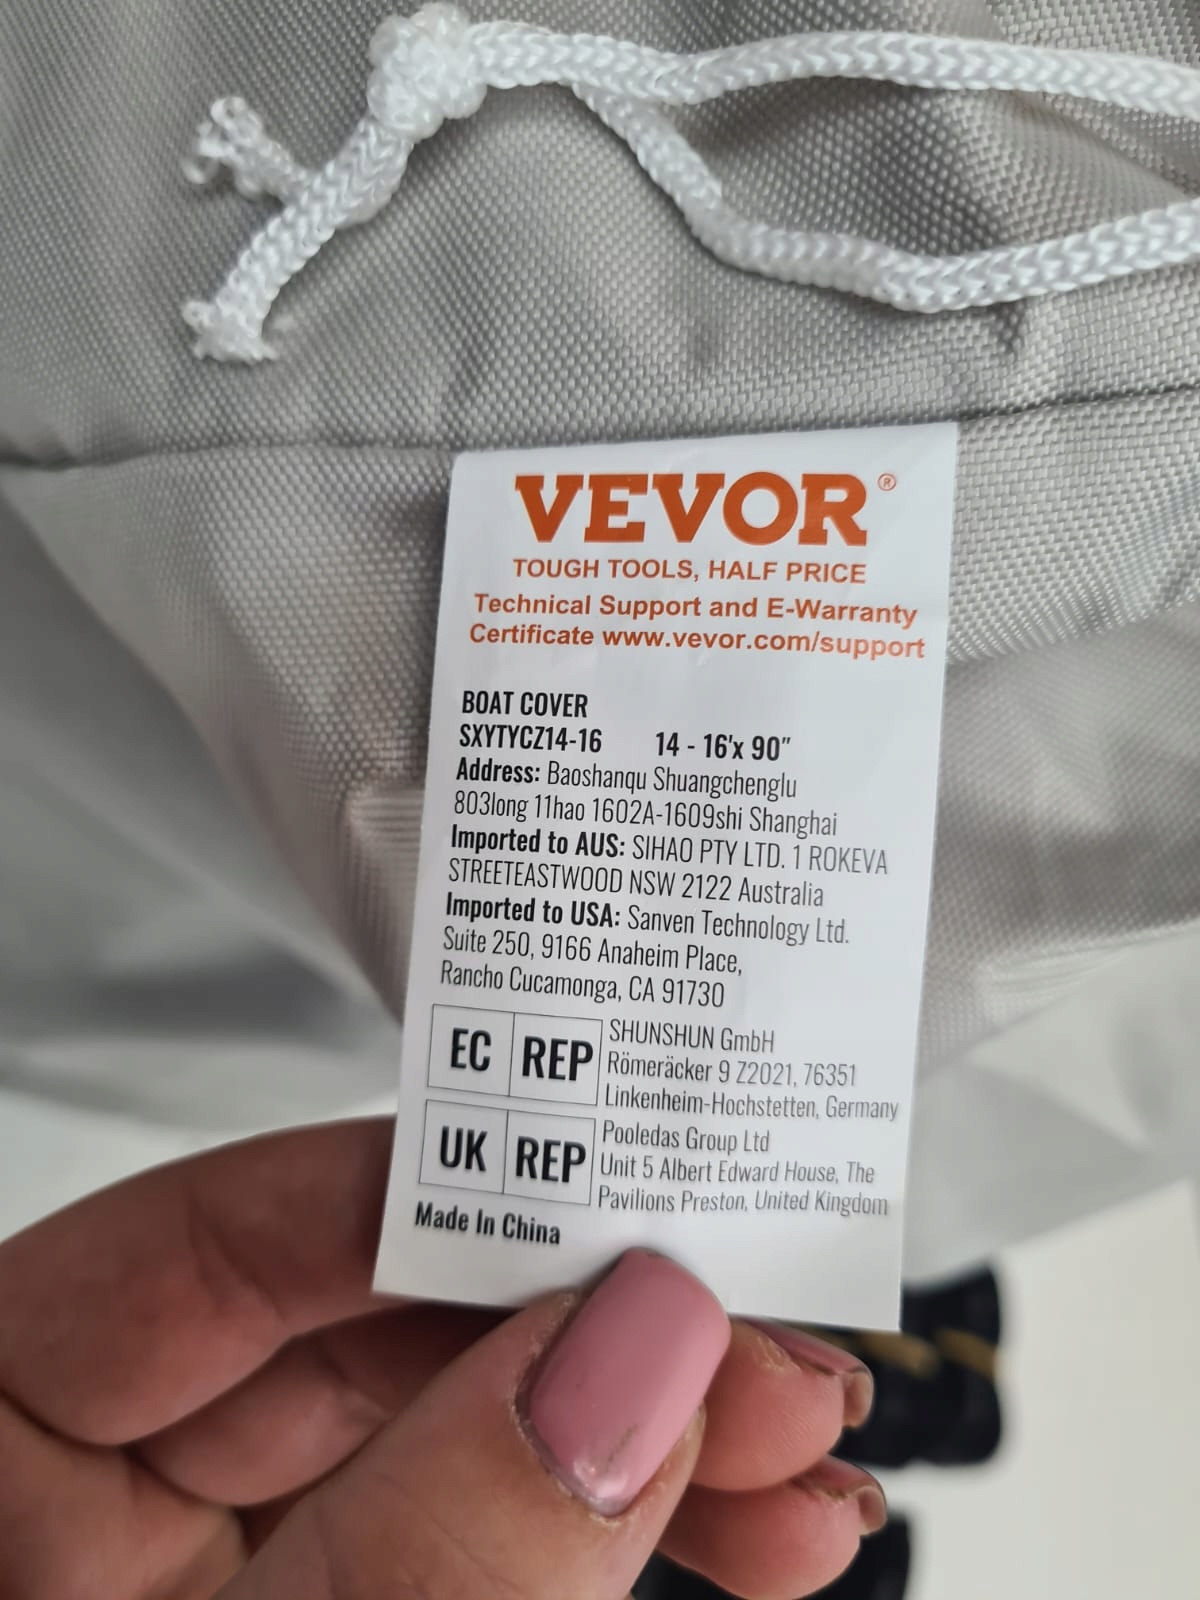 VEVOR®
TOUGH TOOLS, HALF PRICE
Technical Support and E-Warranty
Certificate www.vevor.com/support
BOAT COVER
SXYTYCZ14-16 14 - 16'x 90"
Address: Baoshanqu Shuangchenglu
803long 11hao 1602A-1609shi Shanghai
Imported to AUS: SIHAO PTY LTD. 1 ROKEVA
STREETEASTWOOD NSW 2122 Australia
Imported to USA: Sanven Technology Ltd.
Suite 250, 9166 Anaheim Place,
Rancho Cucamonga, CA 91730
EC REP
SHUNSHUN GmbH
Römeräcker 9 Z2021, 76351
Linkenheim-Hochstetten, Germany
UK REP
Pooledas Group Ltd
Unit 5 Albert Edward House, The
Pavilions Preston, United Kingdom
Made In China